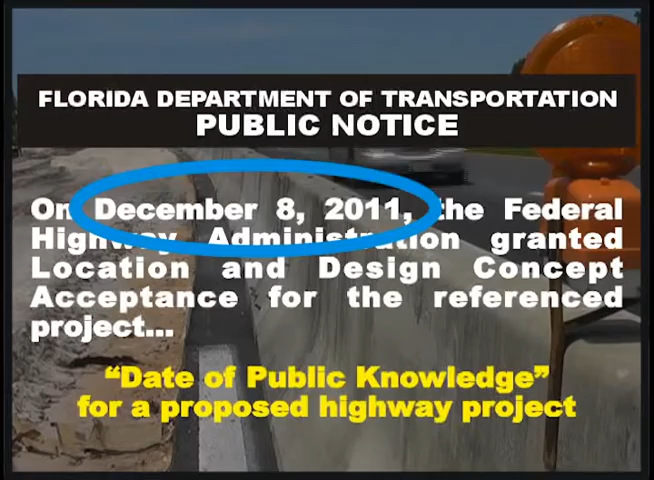 FLORIDA DEPARTMENT OF TRANSPORTATION
PUBLIC NOTICE
On December 8, 2011, the Federal
Highway Administration granted
Location and Design Concept
Acceptance for the referenced
project...
“Date of Public Knowledge”
for a proposed highway project